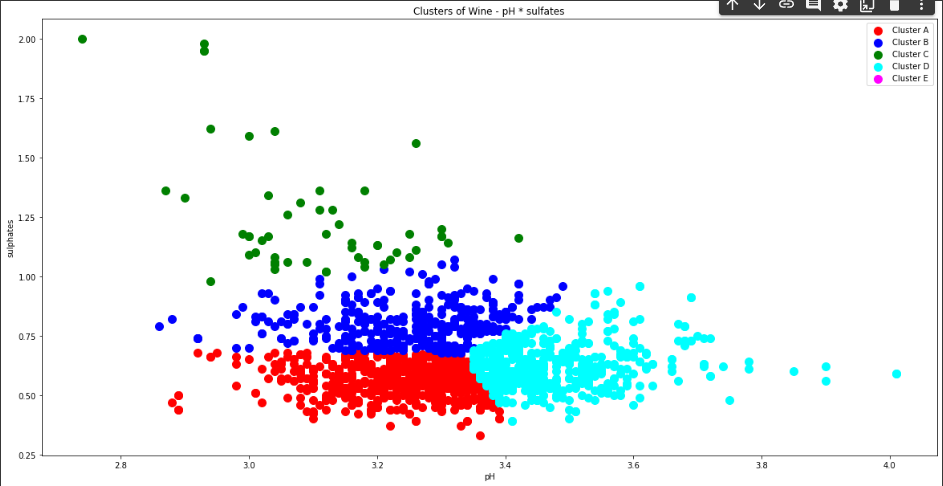 Clusters of Wine - pH * sulfates
2.00
1.75
1.50
1.25
1.00
0.75
0.50
0.25
sulphates
Cluster A
Cluster B
Cluster C
Cluster D
Cluster E
2.8 3.0 3.2 3.4 3.6 3.8 4.0
pH